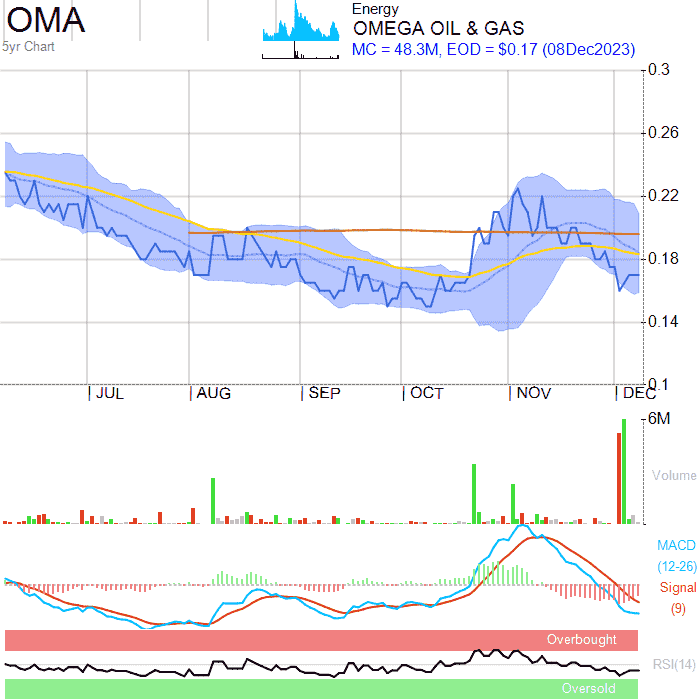 OMA
Energy
OMEGA OIL & GAS
5yr Chart
MC = 48.3M, EOD = $0.17 (08Dec2023)
0.3
0.26
0.22
0.18
0.14
0.1
JUL AUG SEP OCT NOV DEC
6M
Volume
MACD
(12-26)
Signal
(9)
Overbought
RSI(14)
Oversold